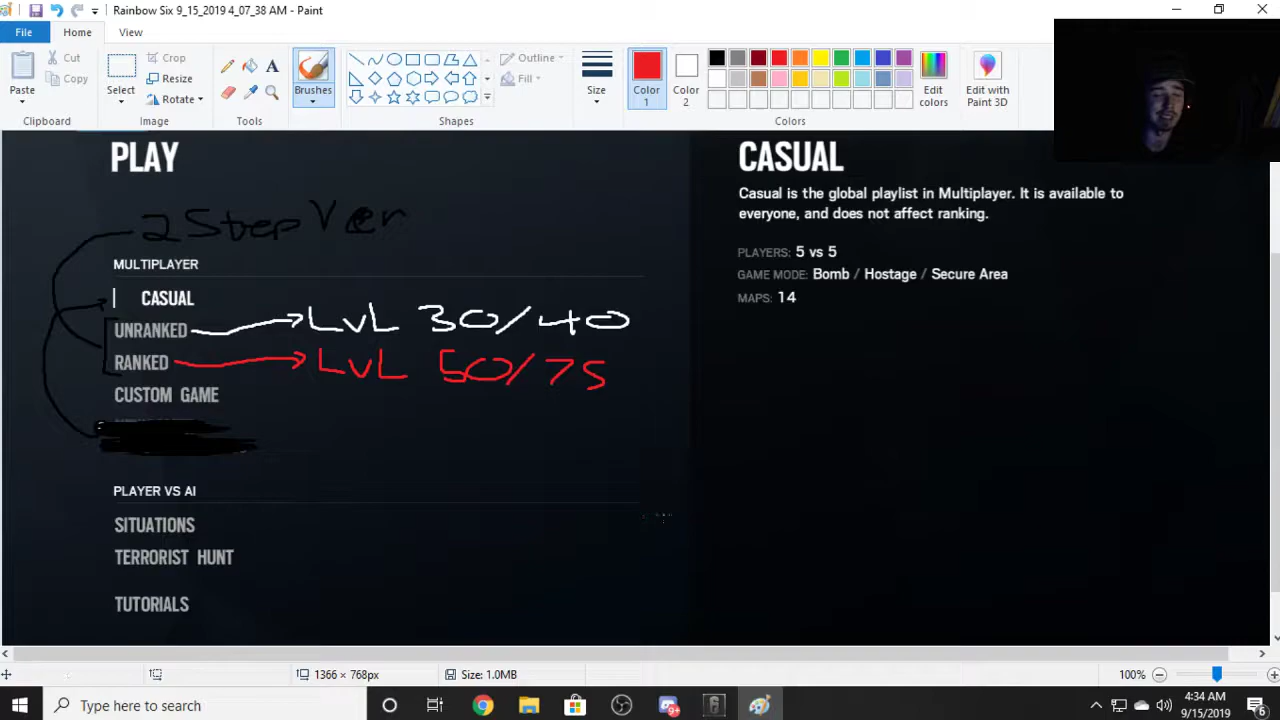 Rainbow Six 9_15_2019 4_07_38 AM - Paint
File Home View
Paste Cut Copy Select Crop Resize Rotate A Brushes Outline Fill Size Color 1 Color 2 Edit colors Edit with Paint 3D
Clipboard Image Tools Shapes Colors
PLAY
2 Step Ver
MULTIPLAYER
CASUAL
UNRANKED LvL 30/40
RANKED LvL 50/75
CUSTOM GAME
PLAYER VS AI
SITUATIONS
TERRORIST HUNT
TUTORIALS
CASUAL
Casual is the global playlist in Multiplayer. It is available to
everyone, and does not affect ranking.
PLAYERS: 5 vs 5
GAME MODE: Bomb / Hostage / Secure Area
MAPS: 14
1366 × 768px Size: 1.0MB 100%
Type here to search 9+ 4:34 AM
9/15/2019 6